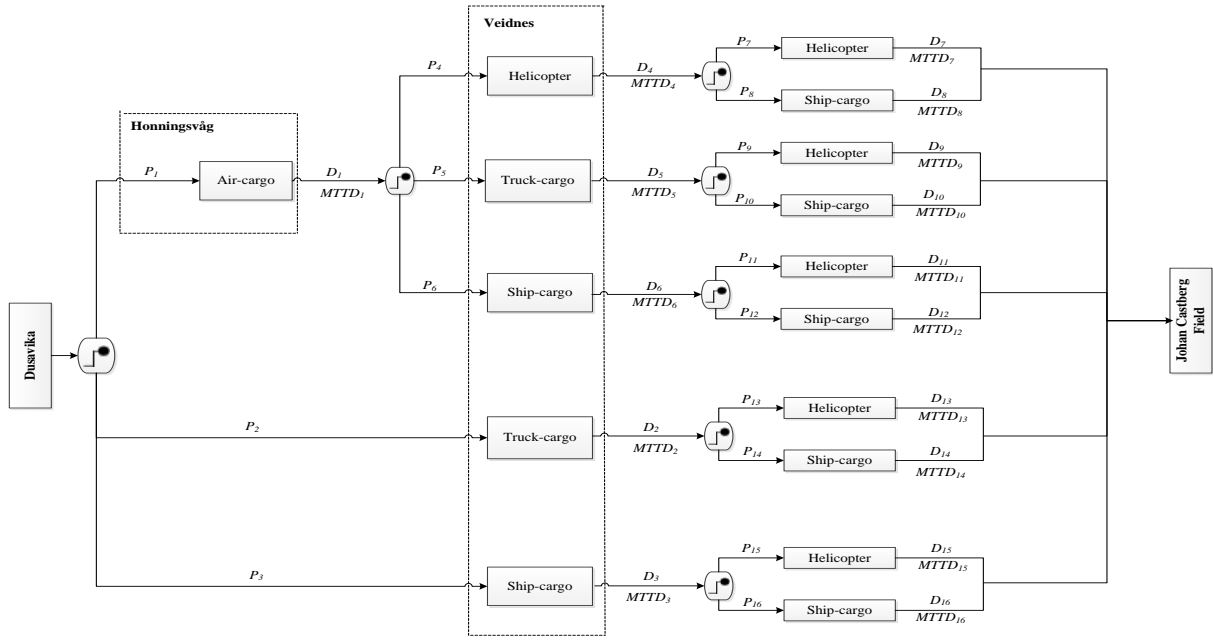 Veidnes
P4
Helicopter
D4
MTTD4
P7
Helicopter
D7
MTTD7
P8
Ship-cargo
D8
MTTD8
Honningsvåg
P1
Air-cargo
D1
MTTD1
P5
Truck-cargo
D5
MTTD5
P9
Helicopter
D9
MTTD9
P10
Ship-cargo
D10
MTTD10
P6
Ship-cargo
D6
MTTD6
P11
Helicopter
D11
MTTD11
P12
Ship-cargo
D12
MTTD12
Dusavika
Johan Castberg
Field
P2
Truck-cargo
D2
MTTD2
P13
Helicopter
D13
MTTD13
P14
Ship-cargo
D14
MTTD14
P3
Ship-cargo
D3
MTTD3
P15
Helicopter
D15
MTTD15
P16
Ship-cargo
D16
MTTD16